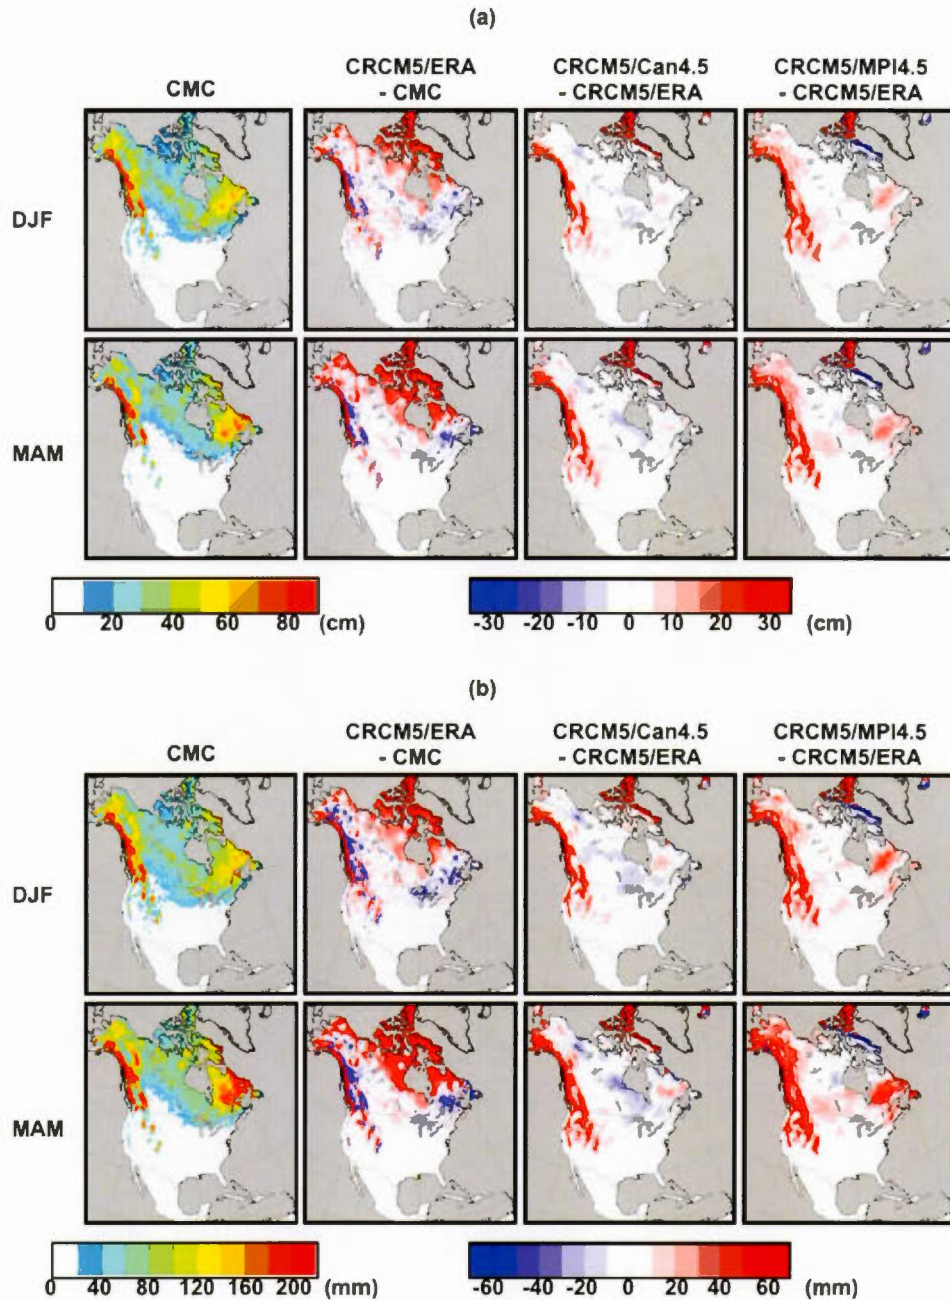 (a)
CMC
CRCM5/ERA
- CMC
CRCM5/Can4.5
- CRCM5/ERA
CRCM5/MPI4.5
- CRCM5/ERA
DJF
MAM
0 20 40 60 80 (cm)
-30 -20 -10 0 10 20 30 (cm)
(b)
CMC
CRCM5/ERA
- CMC
CRCM5/Can4.5
- CRCM5/ERA
CRCM5/MPI4.5
- CRCM5/ERA
DJF
MAM
0 40 80 120 160 200 (mm)
-60 -40 -20 0 20 40 60 (mm)